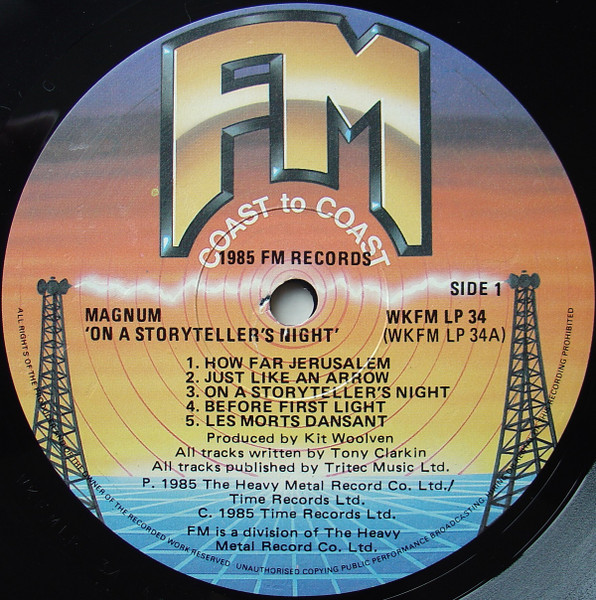 FM
COAST to COAST
1985 FM RECORDS
SIDE 1
MAGNUM
'ON A STORYTELLER'S NIGHT'
WKFM LP 34
(WKFM LP 34A)
1. HOW FAR JERUSALEM
2. JUST LIKE AN ARROW
3. ON A STORYTELLER'S NIGHT
4. BEFORE FIRST LIGHT
5. LES MORTS DANSANT
Produced by Kit Woolven
All tracks written by Tony Clarkin
All tracks published by Tritec Music Ltd.
P. 1985 The Heavy Metal Record Co. Ltd./
Time Records Ltd.
C. 1985 Time Records Ltd.
FM is a division of The Heavy
Metal Record Co. Ltd.
ALL RIGHTS OF THE OWNER OF THE RECORDED WORK RESERVED UNAUTHORISED COPYING PUBLIC PERFORMANCE BROADCASTING RECORDING PROHIBITED